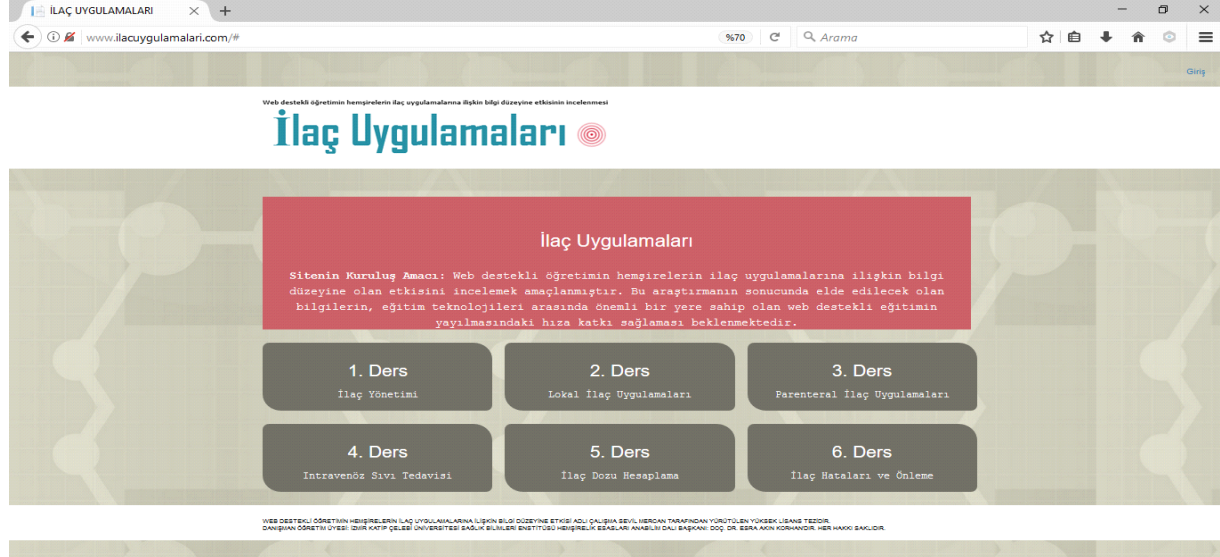 İLAÇ UYGULAMALARI
www.ilacuygulamalari.com/#
%70
Arama
Giriş
Web destekli öğretimin hemşirelerin ilaç uygulamalarına ilişkin bilgi düzeyine etkisinin incelenmesi
İlaç Uygulamaları
İlaç Uygulamaları
Sitenin Kuruluş Amacı: Web destekli öğretimin hemşirelerin ilaç uygulamalarına ilişkin bilgi
düzeyine olan etkisini incelemek amaçlanmıştır. Bu araştırmanın sonucunda elde edilecek olan
bilgilerin, eğitim teknolojileri arasında önemli bir yere sahip olan web destekli eğitimin
yayılmasındaki hıza katkı sağlaması beklenmektedir.
1. Ders
İlaç Yönetimi
2. Ders
Lokal İlaç Uygulamaları
3. Ders
Parenteral İlaç Uygulamaları
4. Ders
Intravenöz Sıvı Tedavisi
5. Ders
İlaç Dozu Hesaplama
6. Ders
İlaç Hataları ve Önleme
WEB DESTEKLİ ÖĞRETİMİN HEMŞİRELERİN İLAÇ UYGULAMALARINA İLİŞKİN BİLGİ DÜZEYİNE ETKİSİ ADLI ÇALIŞMA SEVİL MERCAN TARAFINDAN YÜRÜTÜLEN YÜKSEK LİSANS TEZİDİR.
DANIŞMAN ÖĞRETİM ÜYESİ: İZMİR KATİP ÇELEBİ ÜNİVERSİTESİ SAĞLIK BİLİMLERİ ENSTİTÜSÜ HEMŞİRELİK ESASLARI ANABİLİM DALI BAŞKANI: DOÇ. DR. ESRA AKIN KORHANDIR. HER HAKKI SAKLIDIR.